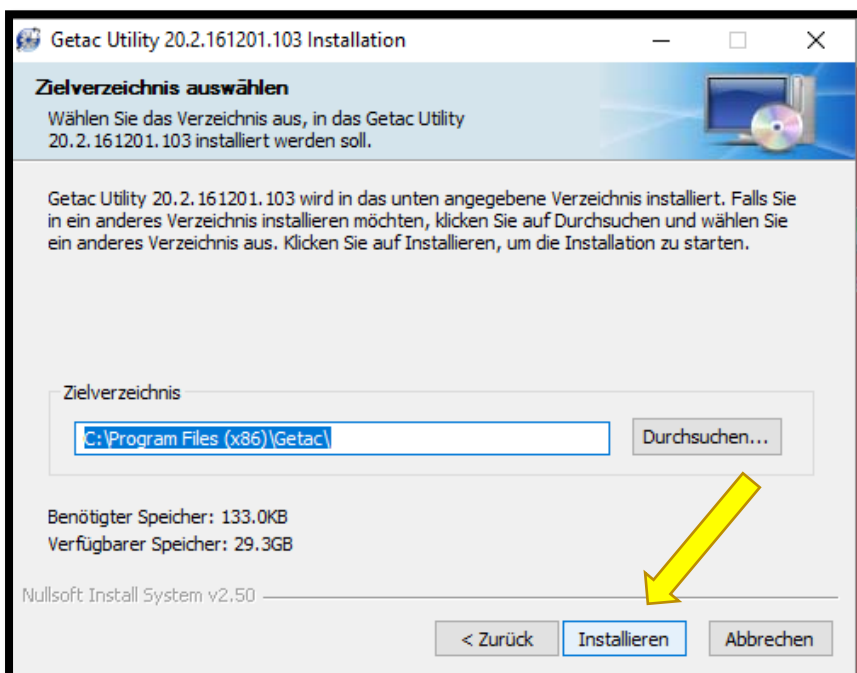 Getac Utility 20.2.161201.103 Installation
Zielverzeichnis auswählen
Wählen Sie das Verzeichnis aus, in das Getac Utility
20.2.161201.103 installiert werden soll.
Getac Utility 20.2.161201.103 wird in das unten angegebene Verzeichnis installiert. Falls Sie
in ein anderes Verzeichnis installieren möchten, klicken Sie auf Durchsuchen und wählen Sie
ein anderes Verzeichnis aus. Klicken Sie auf Installieren, um die Installation zu starten.
Zielverzeichnis
C:\Program Files (x86)\Getac\
Durchsuchen...
Benötigter Speicher: 133.0KB
Verfügbarer Speicher: 29.3GB
Nullsoft Install System v2.50
< Zurück
Installieren
Abbrechen